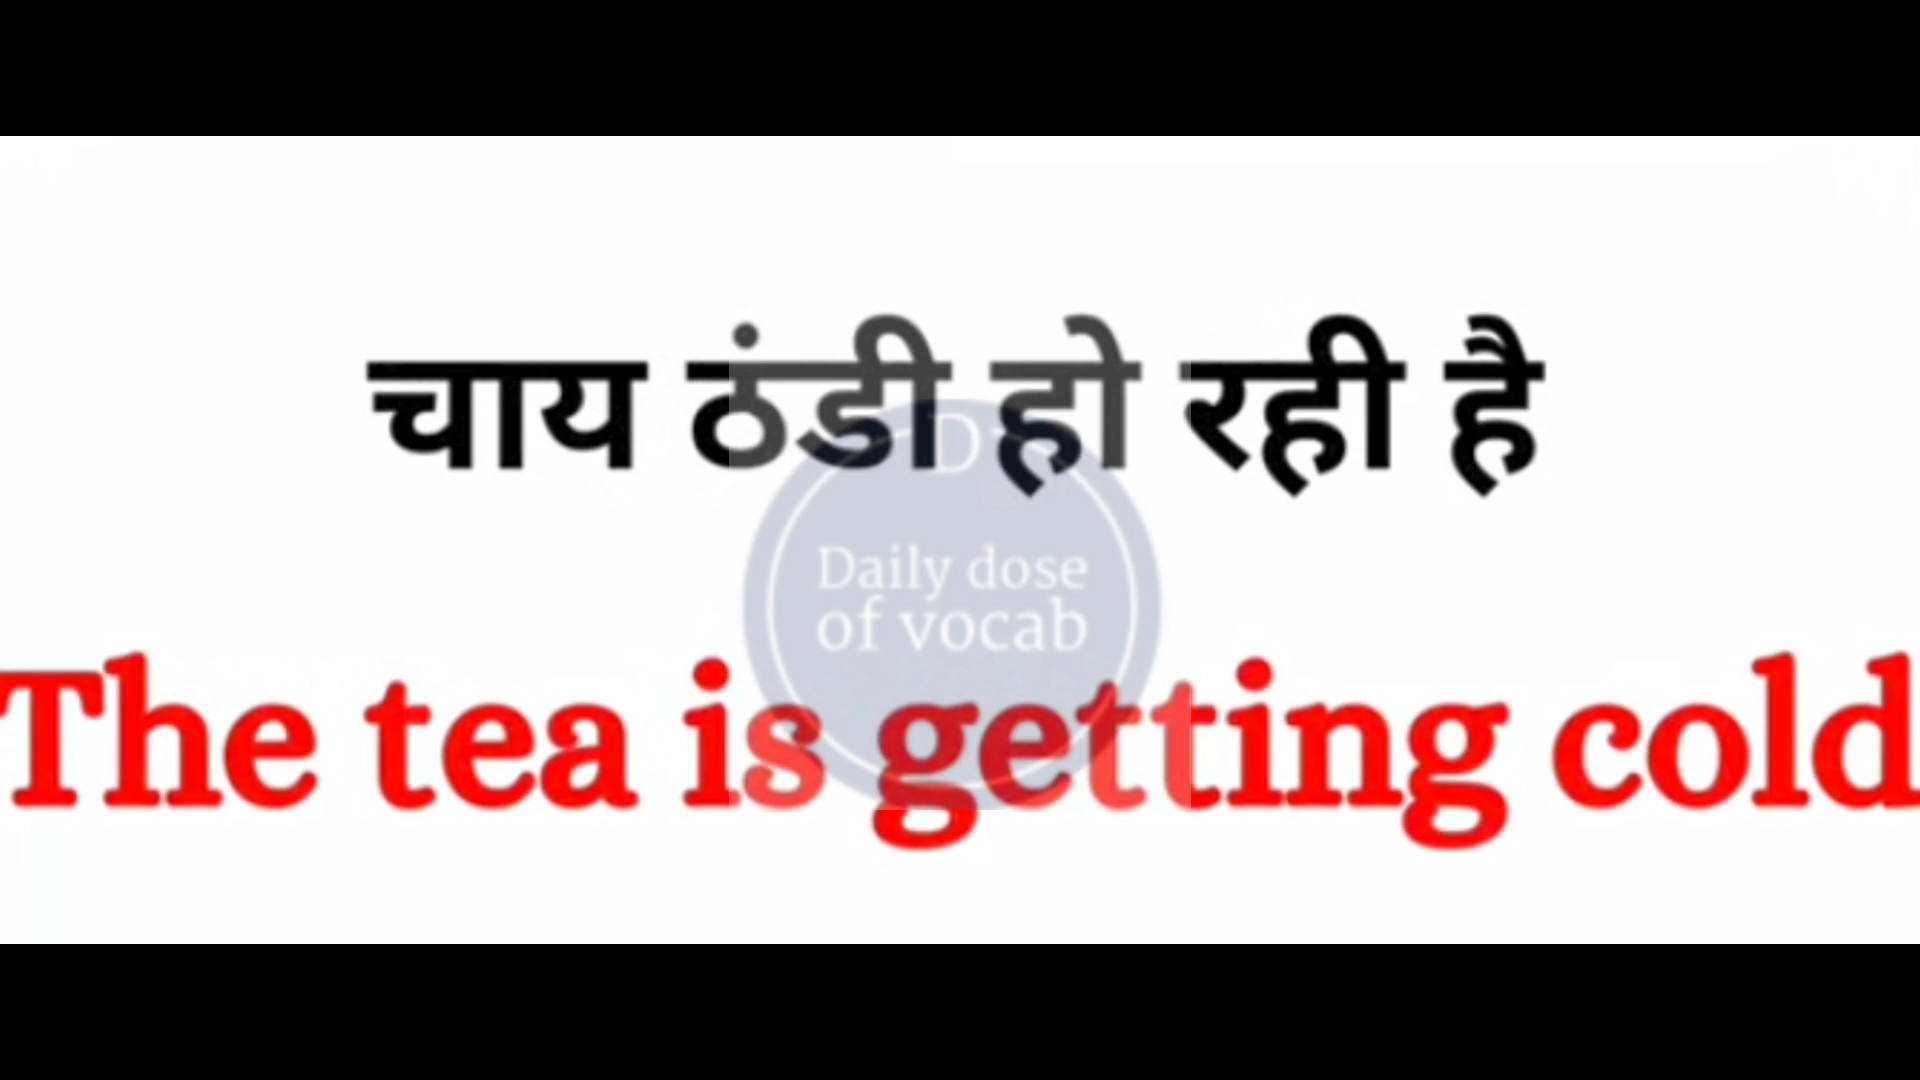 चाय ठंडी हो रही है
D
Daily dose
of vocab
The tea is getting cold